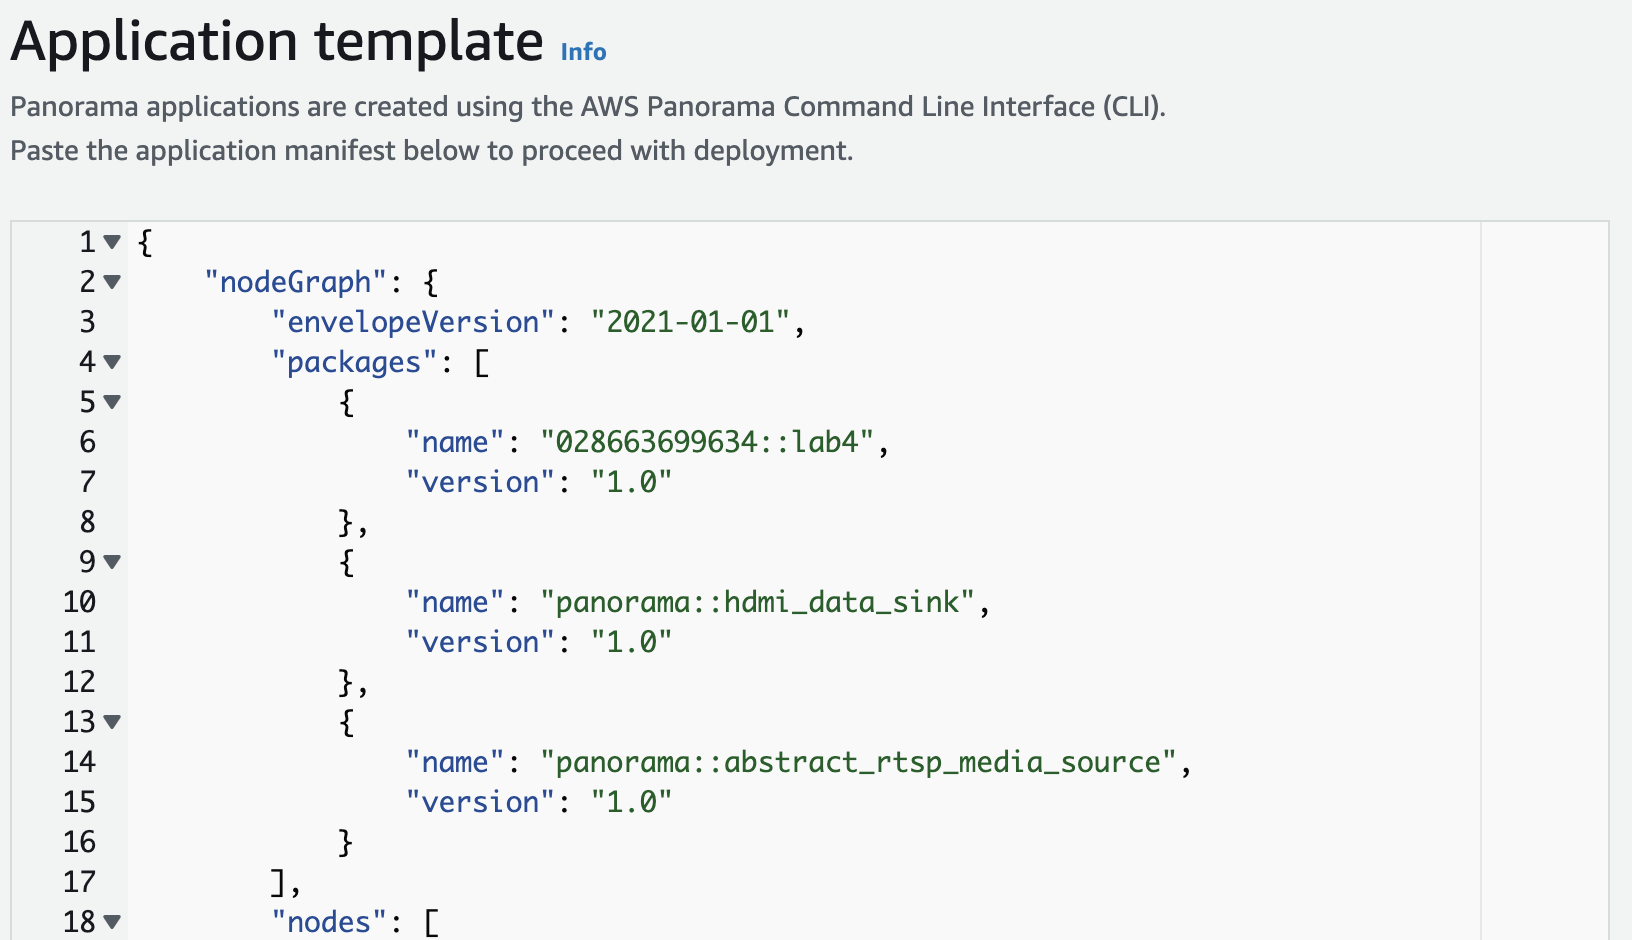 Application template Info
Panorama applications are created using the AWS Panorama Command Line Interface (CLI).
Paste the application manifest below to proceed with deployment.
1 {
2     "nodeGraph": {
3         "envelopeVersion": "2021-01-01",
4         "packages": [
5             {
6                 "name": "028663699634::lab4",
7                 "version": "1.0"
8             },
9             {
10                 "name": "panorama::hdmi_data_sink",
11                 "version": "1.0"
12             },
13             {
14                 "name": "panorama::abstract_rtsp_media_source",
15                 "version": "1.0"
16             }
17         ],
18         "nodes": [